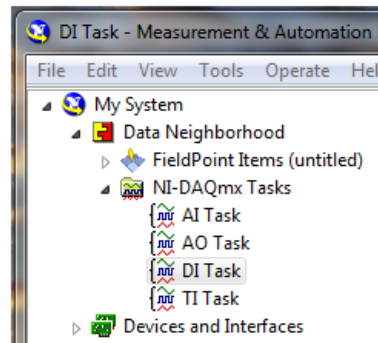 DI Task - Measurement & Automation
File Edit View Tools Operate
My System
Data Neighborhood
FieldPoint Items (untitled)
NI-DAQmx Tasks
AI Task
AO Task
DI Task
TI Task
Devices and Interfaces